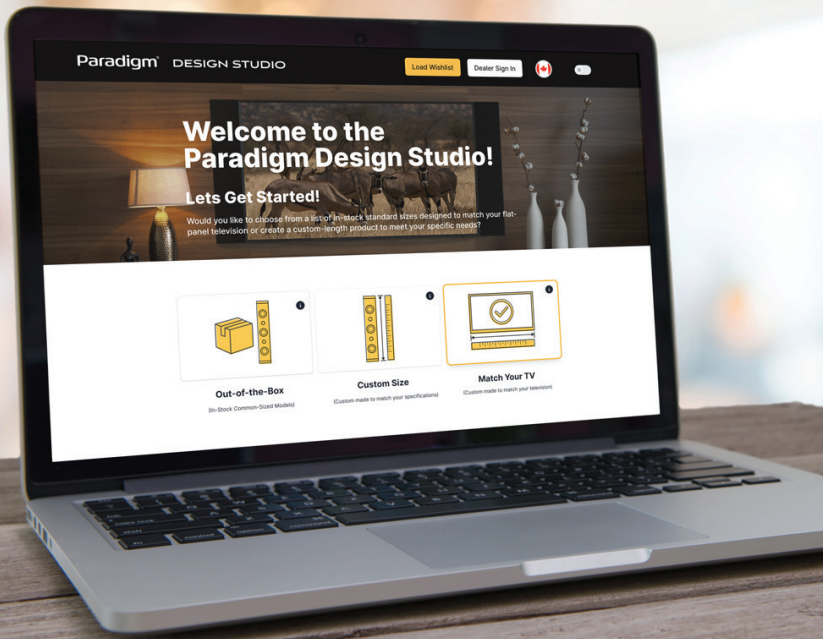 Paradigm® DESIGN STUDIO
Load Wishlist
Dealer Sign In
Welcome to the
Paradigm Design Studio!
Lets Get Started!
Would you like to choose from a list of in-stock standard sizes designed to match your flat-
panel television or create a custom-length product to meet your specific needs?
Out-of-the-Box
(In-Stock Common-Sized Models)
Custom Size
(Custom made to match your specifications)
Match Your TV
(Custom made to match your television)
control
option
command